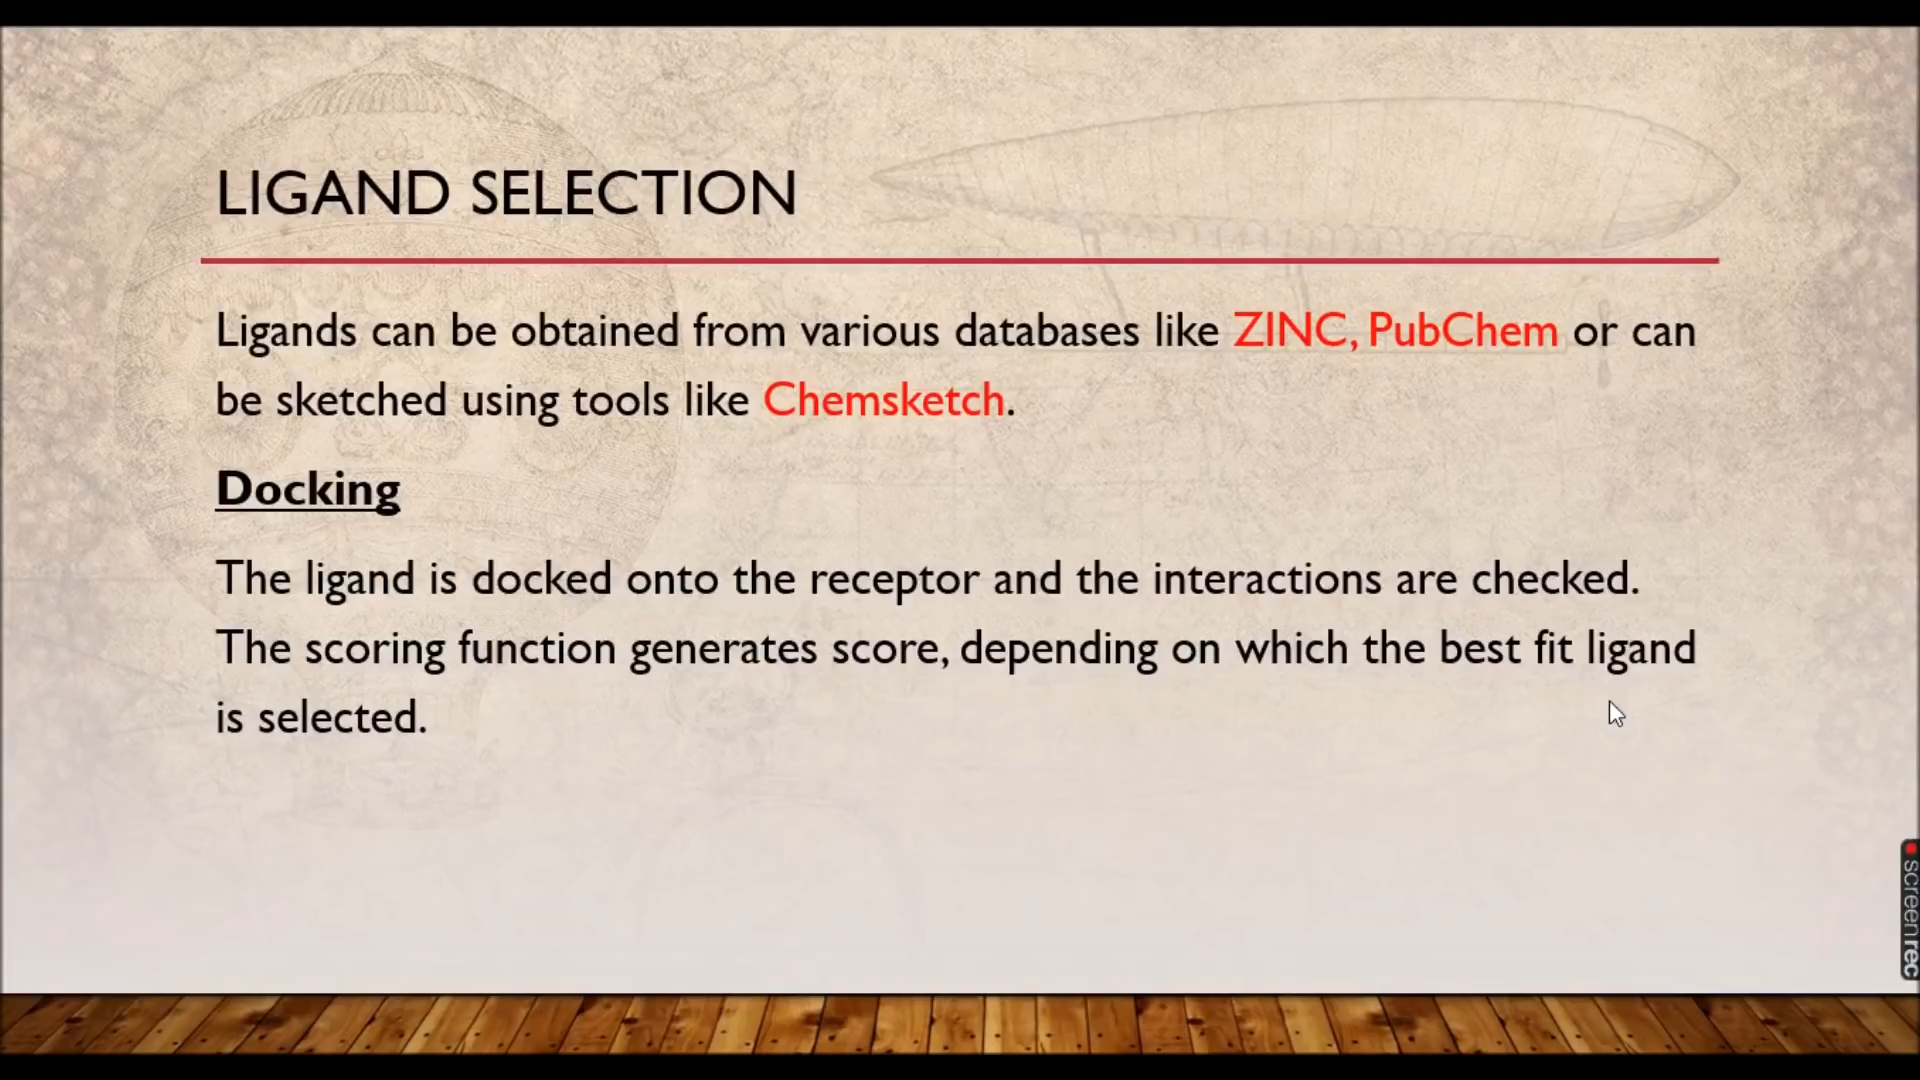 LIGAND SELECTION
Ligands can be obtained from various databases like ZINC, PubChem or can
be sketched using tools like Chemsketch.
Docking
The ligand is docked onto the receptor and the interactions are checked.
The scoring function generates score, depending on which the best fit ligand
is selected.
screenrec